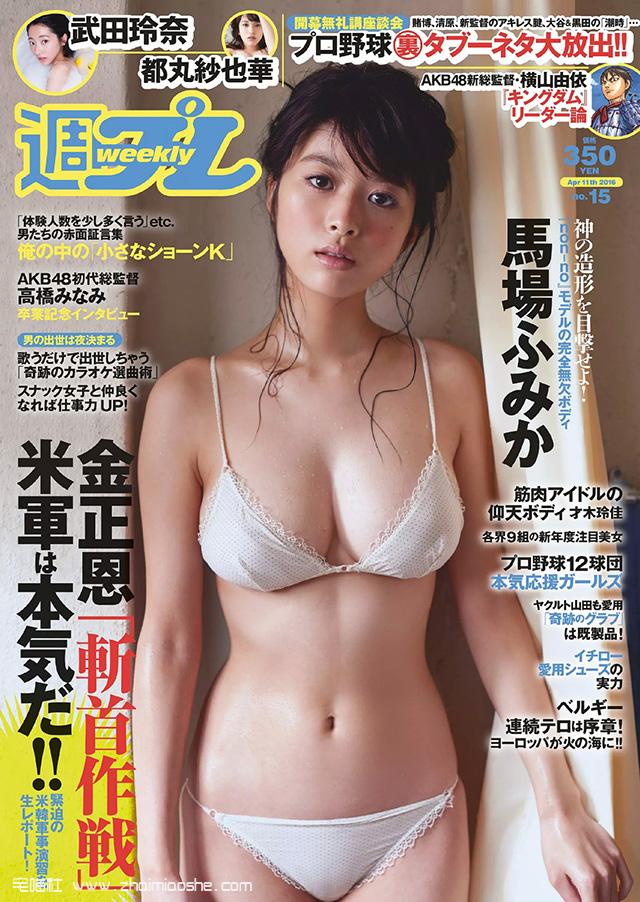 武田玲奈
都丸紗也華
開幕無礼講座談会
賭博、清原、新監督のアキレス腱、大谷&黒田の「潮時」…
プロ野球㊙裏タブーネタ大放出!!
AKB48新総監督・横山由依
『キングダム』
リーダー論
週プレ
weekly
価格
350
YEN
Apr 11th 2016
no.15
「体験人数を少し多く言う」etc.
男たちの赤面証言集
俺の中の「小さなショーンK」
AKB48初代総監督
高橋みなみ
卒業記念インタビュー
男の出世は夜決まる
歌うだけで出世しちゃう
「奇跡のカラオケ選曲術」
スナック女子と仲良く
なれば仕事力UP!
神の造形を目撃せよ!
「non-no」モデルの完全無欠ボディ
馬場ふみか
金正恩「斬首作戦」
米軍は本気だ!!
緊迫の
米韓軍事演習
生レポート!
筋肉アイドルの
仰天ボディ 才木玲佳
各界9組の新年度注目美女
プロ野球12球団
本気応援ガールズ
ヤクルト山田も愛用
「奇跡のグラブ」
は既製品!
イチロー
愛用シューズの
実力
ベルギー
連続テロは序章!
ヨーロッパが火の海に!!
宅喵社 www.zhaimiaoshe.com